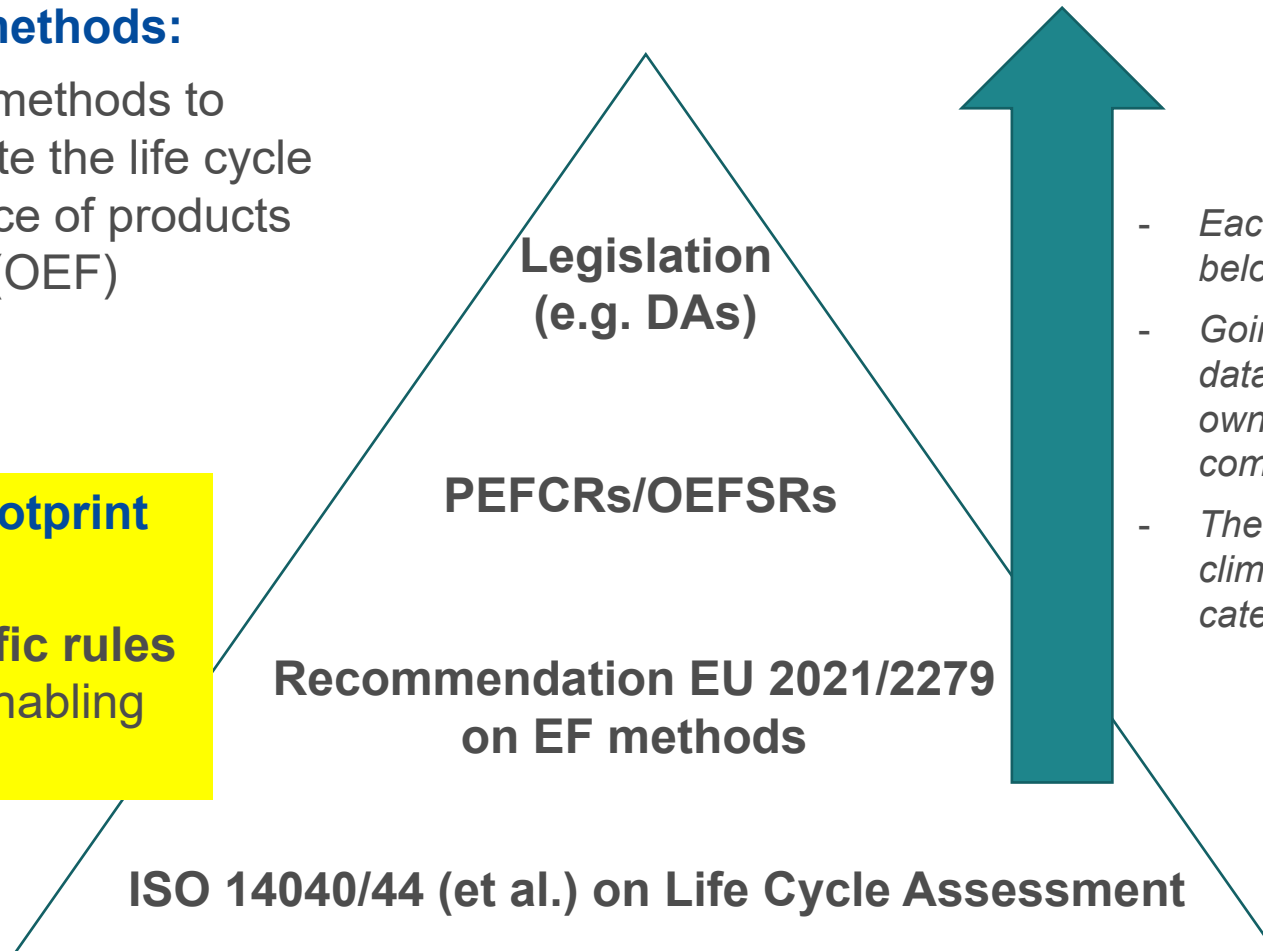 nethods:
methods to
te the life cycle
ce of products
(OEF)
otprint
fic rules
nabling
Legislation
(e.g. DAs)
PEFCRs/OEFSRs
Recommendation EU 2021/2279
on EF methods
ISO 14040/44 (et al.) on Life Cycle Assessment
- Eac
belo
- Goin
data
own
com
- The
clim
cate